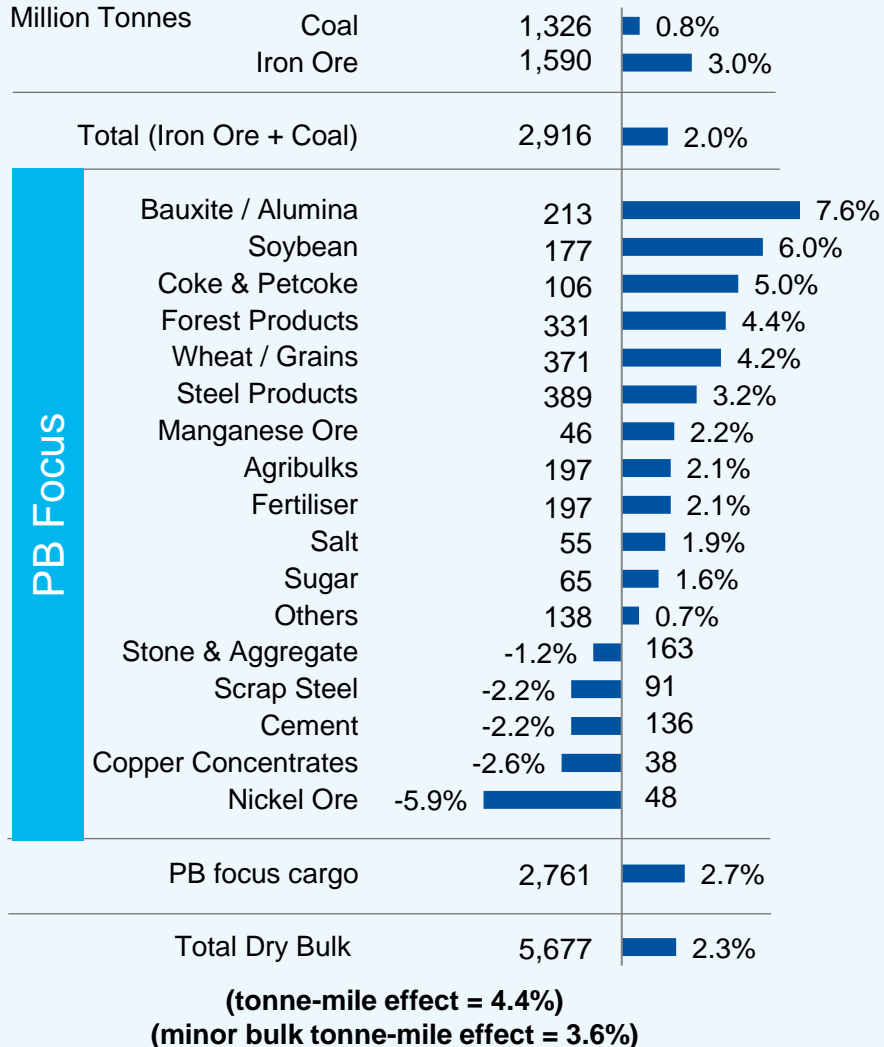 Million Tonnes
Coal 1,326 0.8%
Iron Ore 1,590 3.0%
Total (Iron Ore + Coal) 2,916 2.0%
PB Focus
Bauxite / Alumina 213 7.6%
Soybean 177 6.0%
Coke & Petcoke 106 5.0%
Forest Products 331 4.4%
Wheat / Grains 371 4.2%
Steel Products 389 3.2%
Manganese Ore 46 2.2%
Agribulks 197 2.1%
Fertiliser 197 2.1%
Salt 55 1.9%
Sugar 65 1.6%
Others 138 0.7%
Stone & Aggregate -1.2% 163
Scrap Steel -2.2% 91
Cement -2.2% 136
Copper Concentrates -2.6% 38
Nickel Ore -5.9% 48
PB focus cargo 2,761 2.7%
Total Dry Bulk 5,677 2.3%
(tonne-mile effect = 4.4%)
(minor bulk tonne-mile effect = 3.6%)